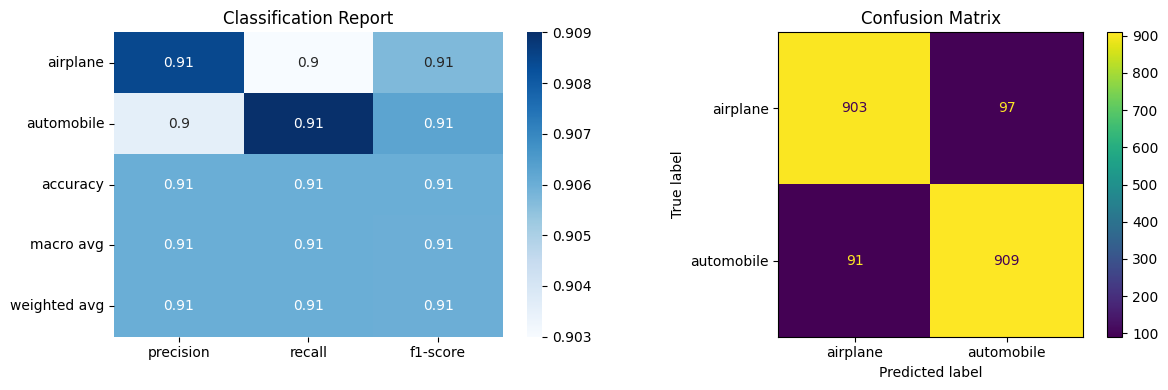 Classification Report
airplane 0.91 0.9 0.91
automobile 0.9 0.91 0.91
accuracy 0.91 0.91 0.91
macro avg 0.91 0.91 0.91
weighted avg 0.91 0.91 0.91
precision recall f1-score
0.909
0.908
0.907
0.906
0.905
0.904
0.903
Confusion Matrix
True label
airplane 903 97
automobile 91 909
airplane automobile
Predicted label
900
800
700
600
500
400
300
200
100